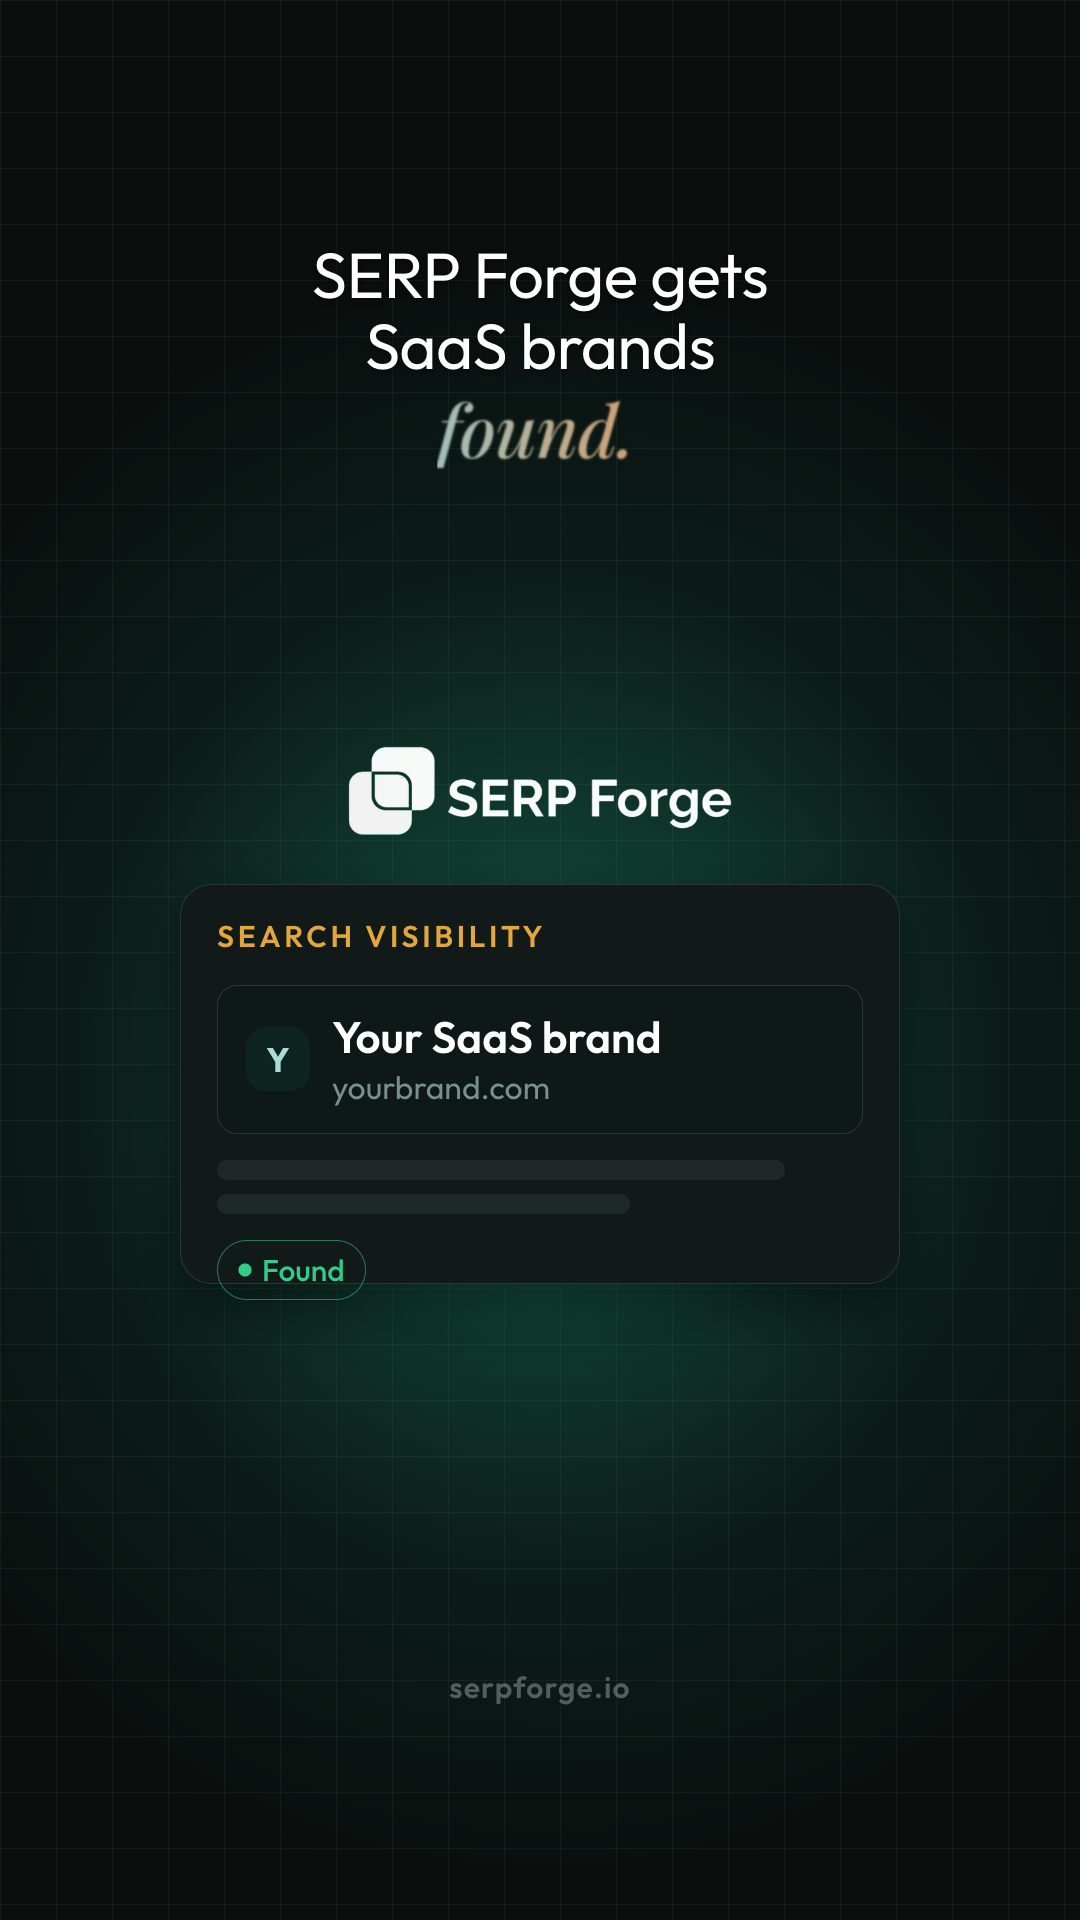 SERP Forge gets
SaaS brands
found.
SERP Forge
SEARCH VISIBILITY
Y
Your SaaS brand
yourbrand.com
Found
serpforge.io